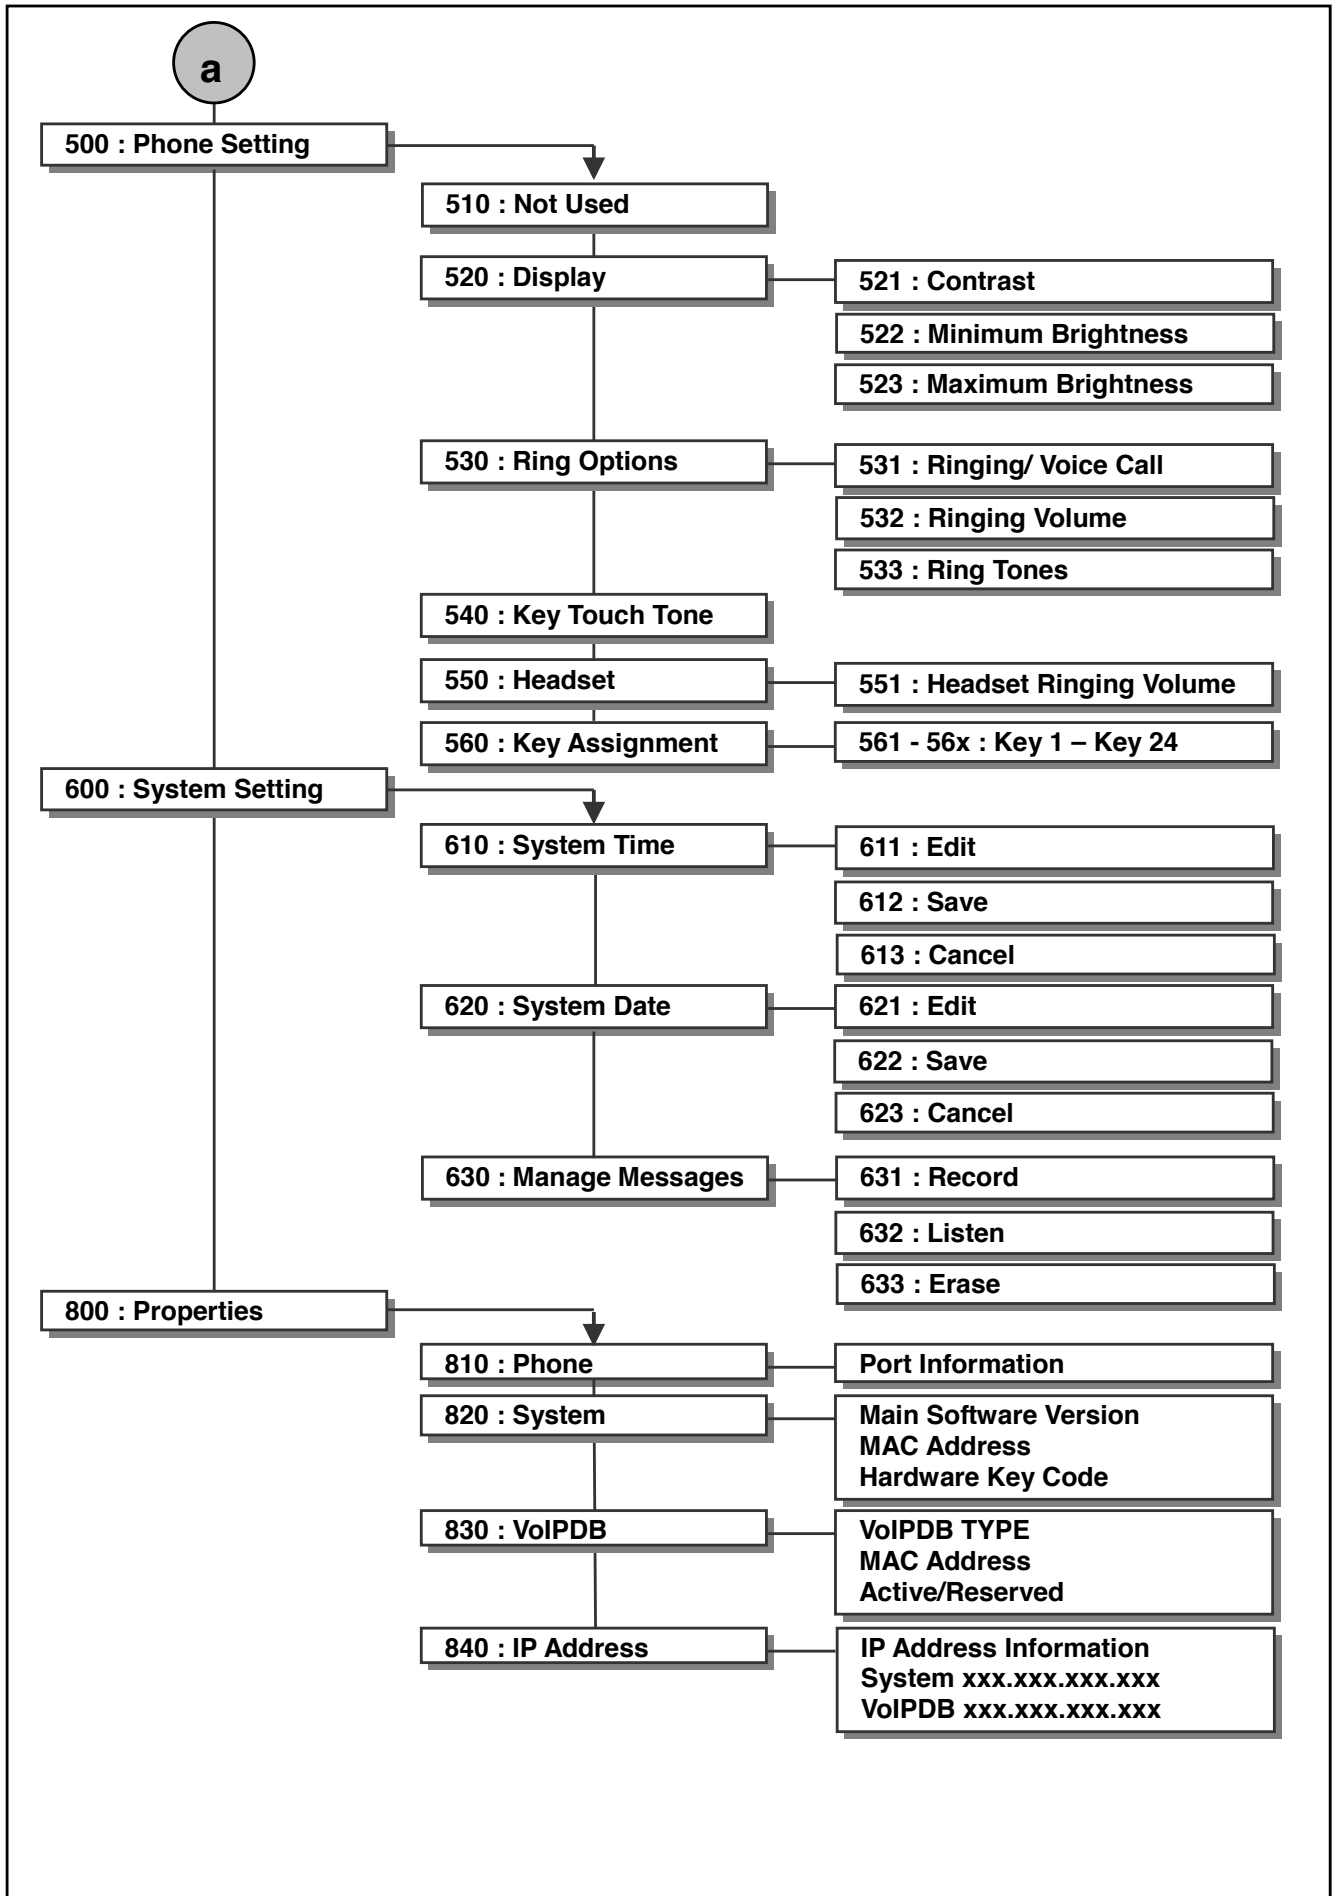 a
500 : Phone Setting
510 : Not Used
520 : Display
521 : Contrast
522 : Minimum Brightness
523 : Maximum Brightness
530 : Ring Options
531 : Ringing/ Voice Call
532 : Ringing Volume
533 : Ring Tones
540 : Key Touch Tone
550 : Headset
551 : Headset Ringing Volume
560 : Key Assignment
561 - 56x : Key 1 – Key 24
600 : System Setting
610 : System Time
611 : Edit
612 : Save
613 : Cancel
620 : System Date
621 : Edit
622 : Save
623 : Cancel
630 : Manage Messages
631 : Record
632 : Listen
633 : Erase
800 : Properties
810 : Phone
Port Information
820 : System
Main Software Version
MAC Address
Hardware Key Code
830 : VoIPDB
VoIPDB TYPE
MAC Address
Active/Reserved
840 : IP Address
IP Address Information
System xxx.xxx.xxx.xxx
VoIPDB xxx.xxx.xxx.xxx